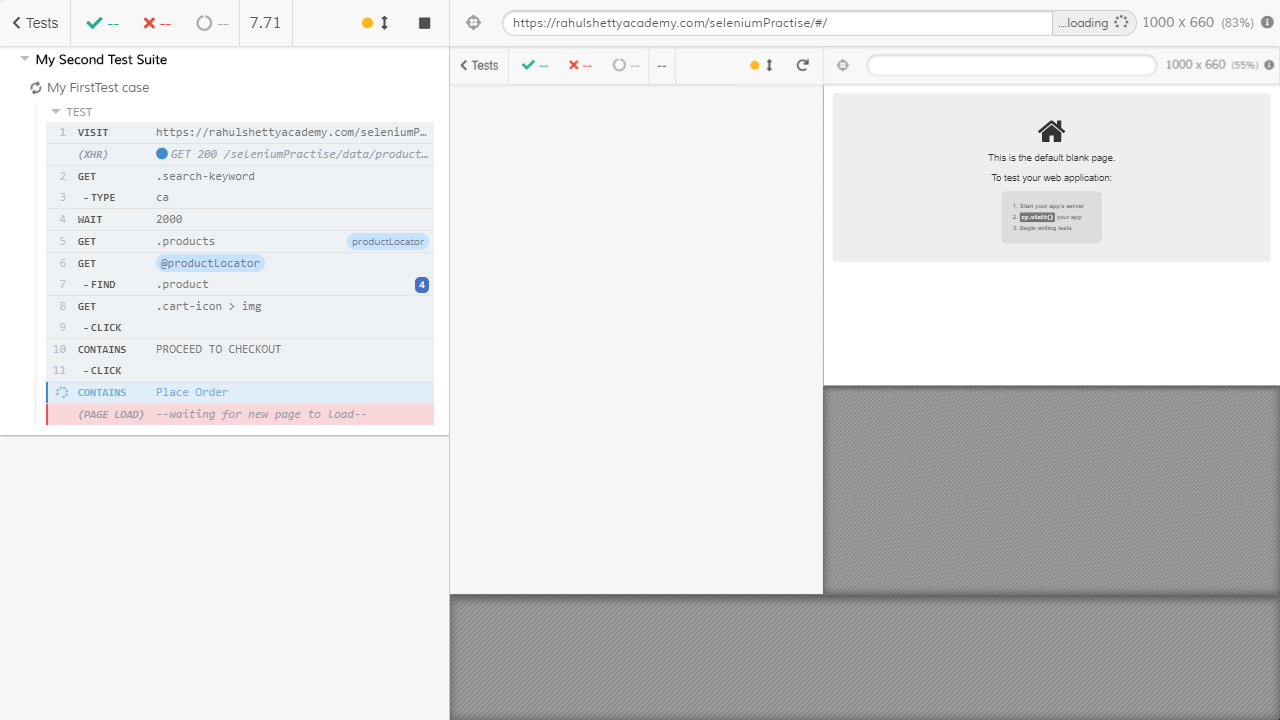 Tests -- -- -- 7.71
https://rahulshettyacademy.com/seleniumPractise/#/ ...loading 1000 x 660 (83%)
My Second Test Suite
My FirstTest case
TEST
1 VISIT https://rahulshettyacademy.com/seleniumP…
(XHR) GET 200 /seleniumPractise/data/product…
2 GET .search-keyword
3 -TYPE ca
4 WAIT 2000
5 GET .products productLocator
6 GET @productLocator
7 -FIND .product 4
8 GET .cart-icon > img
9 -CLICK
10 CONTAINS PROCEED TO CHECKOUT
11 -CLICK
CONTAINS Place Order
(PAGE LOAD) --waiting for new page to load--
Tests -- -- -- --
1000 x 660 (55%)
This is the default blank page.
To test your web application:
1. Start your app's server
2. cy.visit() your app
3. Begin writing tests